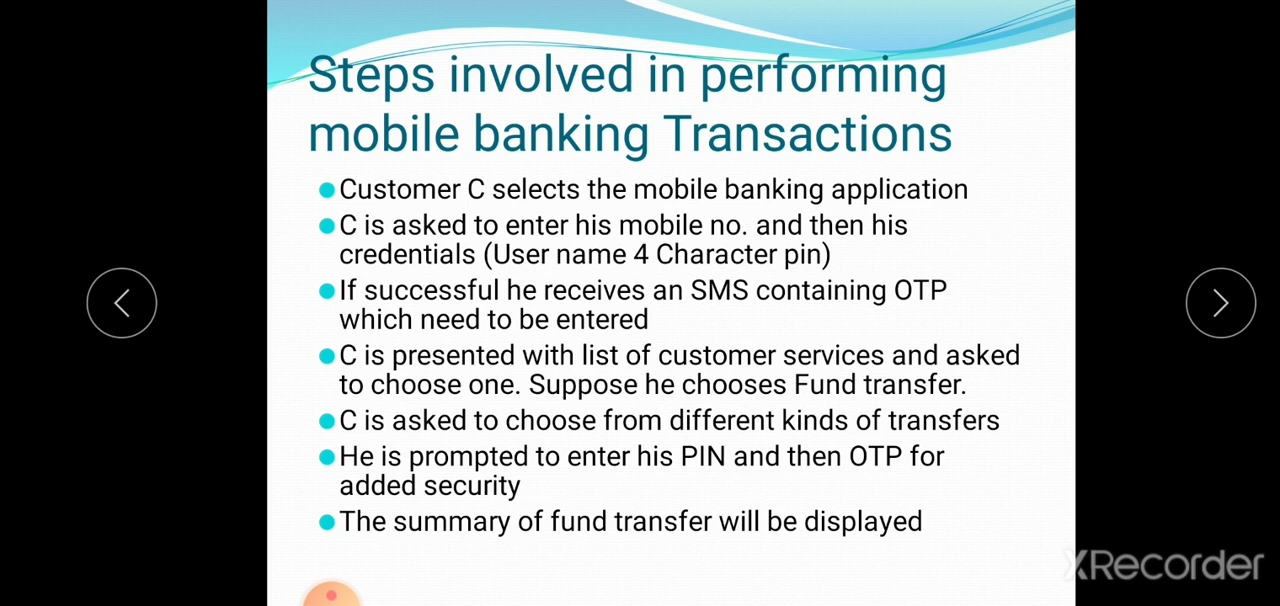 Steps involved in performing
mobile banking Transactions
Customer C selects the mobile banking application
C is asked to enter his mobile no. and then his
credentials (User name 4 Character pin)
If successful he receives an SMS containing OTP
which need to be entered
C is presented with list of customer services and asked
to choose one. Suppose he chooses Fund transfer.
C is asked to choose from different kinds of transfers
He is prompted to enter his PIN and then OTP for
added security
The summary of fund transfer will be displayed
XRecorder